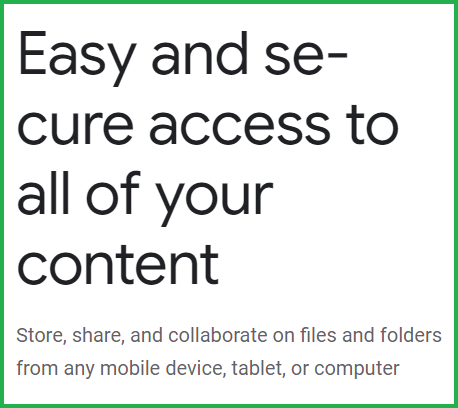 Easy and se-
cure access to
all of your
content
Store, share, and collaborate on files and folders
from any mobile device, tablet, or computer